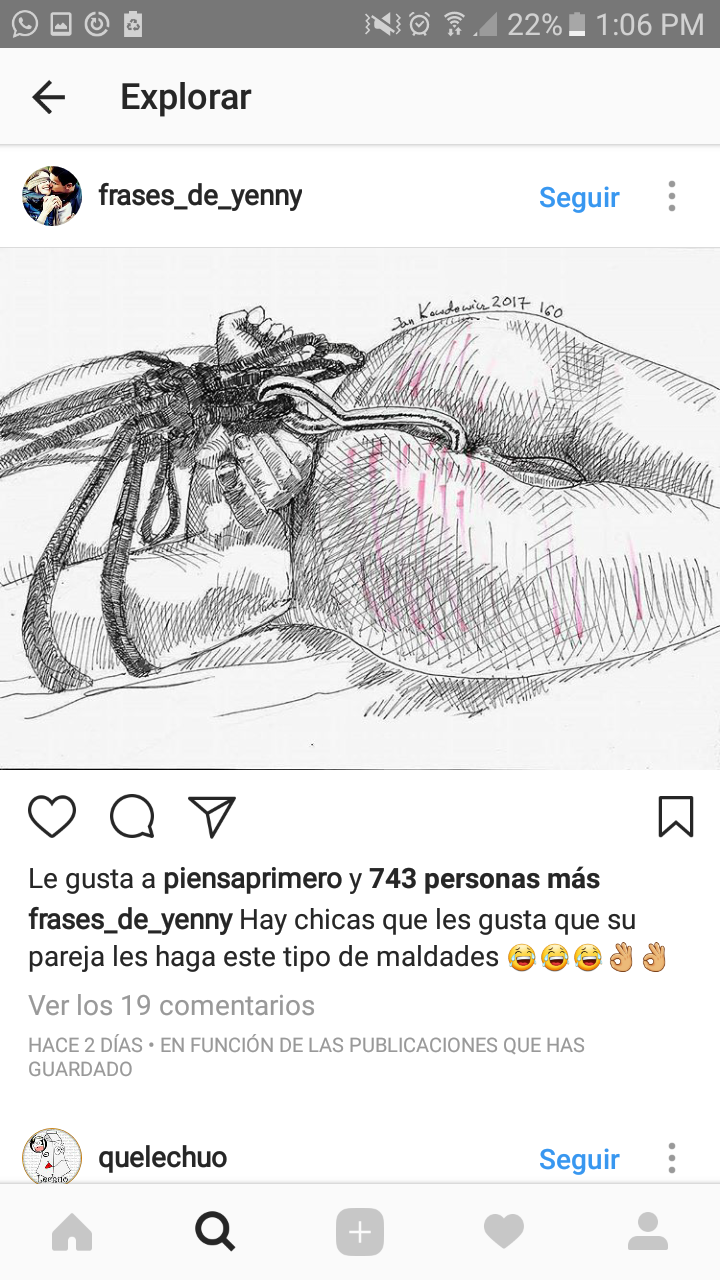 22% 1:06 PM
Explorar
frases_de_yenny Seguir
2017 160
Le gusta a piensaprimero y 743 personas más
frases_de_yenny Hay chicas que les gusta que su
pareja les haga este tipo de maldades 😂😂😂👌🏼👌🏼
Ver los 19 comentarios
HACE 2 DÍAS • EN FUNCIÓN DE LAS PUBLICACIONES QUE HAS
GUARDADO
quelechuo Seguir